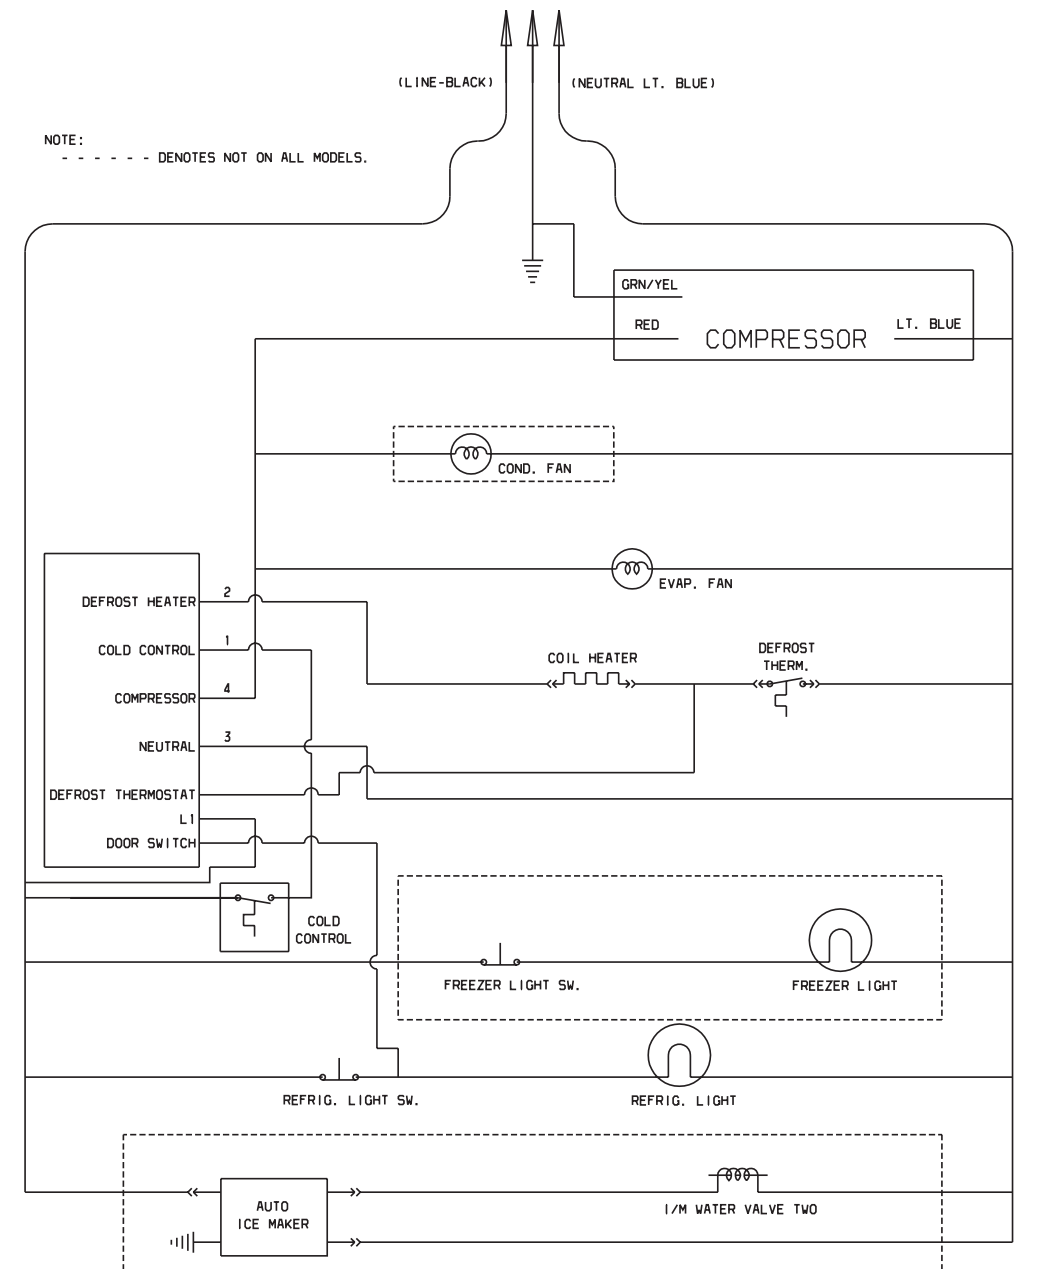 (LINE-BLACK)
(NEUTRAL LT. BLUE)
NOTE:
- - - - - - DENOTES NOT ON ALL MODELS.
GRN/YEL
RED
COMPRESSOR
LT. BLUE
COND. FAN
EVAP. FAN
DEFROST HEATER
2
COLD CONTROL
1
COMPRESSOR
4
NEUTRAL
3
DEFROST THERMOSTAT
L1
DOOR SWITCH
COIL HEATER
DEFROST
THERM.
COLD
CONTROL
FREEZER LIGHT SW.
FREEZER LIGHT
REFRIG. LIGHT SW.
REFRIG. LIGHT
AUTO
ICE MAKER
I/M WATER VALVE TWO